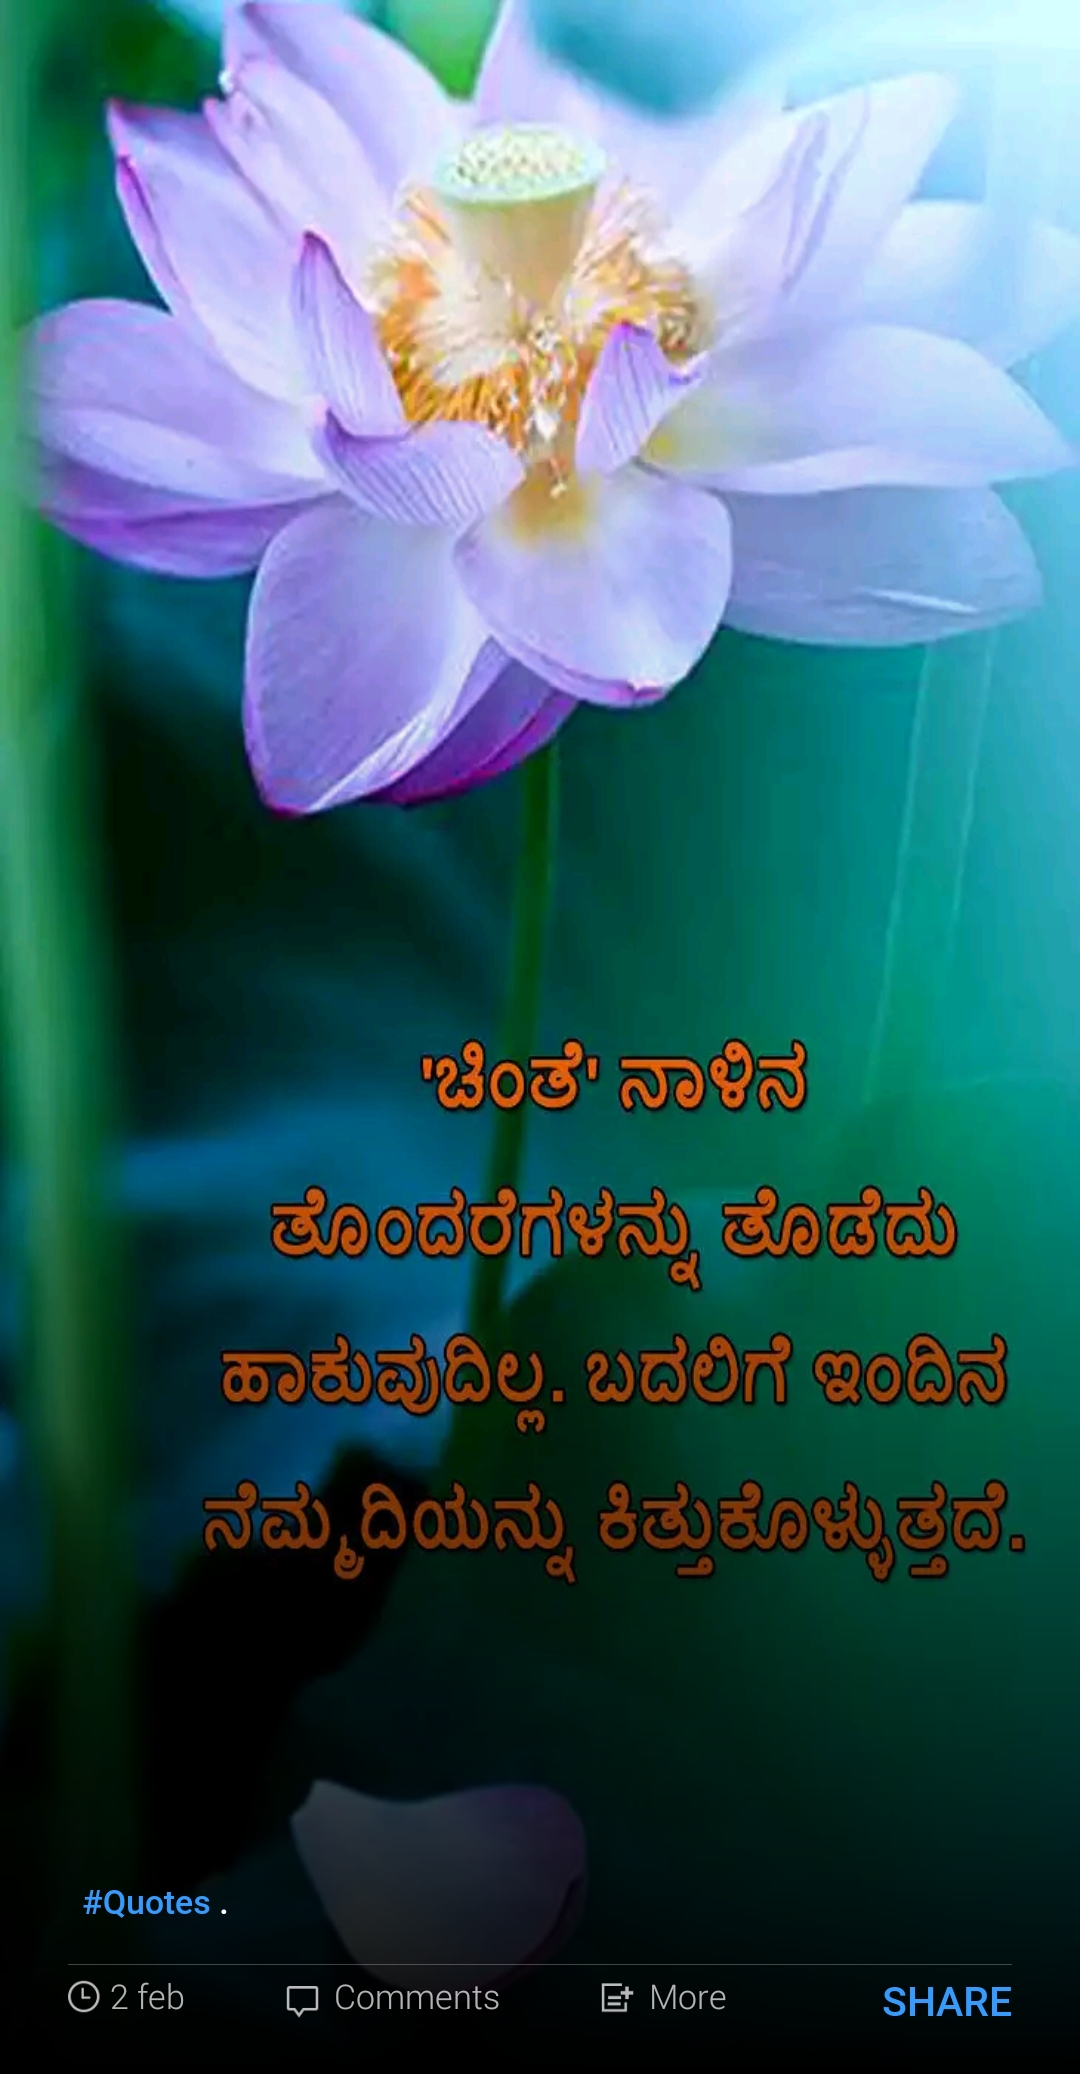 'ಚಿಂತೆ' ನಾಳಿನ
ತೊಂದರೆಗಳನ್ನು ತೊಡೆದು
ಹಾಕುವುದಿಲ್ಲ. ಬದಲಿಗೆ ಇಂದಿನ
ನೆಮ್ಮದಿಯನ್ನು ಕಿತ್ತುಕೊಳ್ಳುತ್ತದೆ.
#Quotes .
2 feb Comments More SHARE